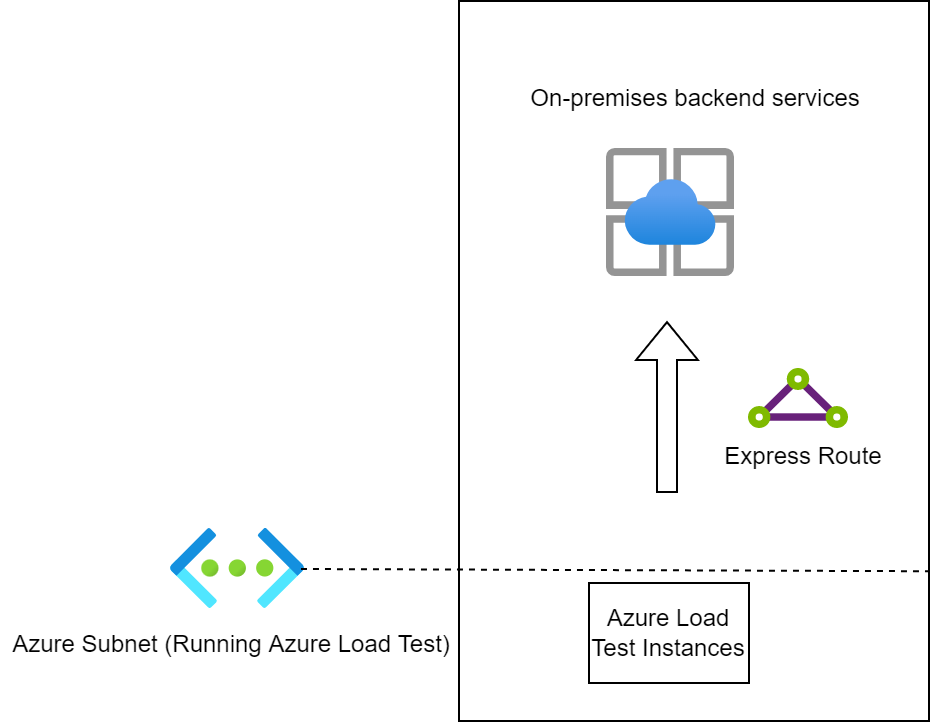 On-premises backend services
Express Route
Azure Subnet (Running Azure Load Test)
Azure Load
Test Instances